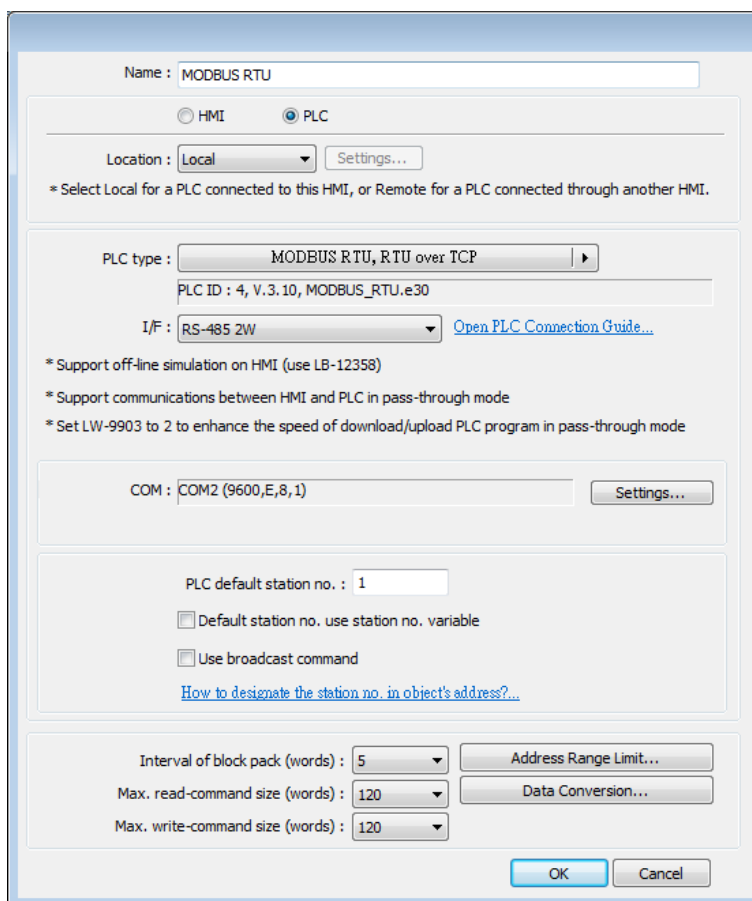 Name : MODBUS RTU
HMI PLC
Location : Local Settings...
* Select Local for a PLC connected to this HMI, or Remote for a PLC connected through another HMI.
PLC type : MODBUS RTU, RTU over TCP
PLC ID : 4, V.3.10, MODBUS_RTU.e30
I/F : RS-485 2W Open PLC Connection Guide...
* Support off-line simulation on HMI (use LB-12358)
* Support communications between HMI and PLC in pass-through mode
* Set LW-9903 to 2 to enhance the speed of download/upload PLC program in pass-through mode
COM : COM2 (9600,E,8,1) Settings...
PLC default station no. : 1
Default station no. use station no. variable
Use broadcast command
How to designate the station no. in object's address?...
Interval of block pack (words) : 5 Address Range Limit...
Max. read-command size (words) : 120 Data Conversion...
Max. write-command size (words) : 120
OK Cancel